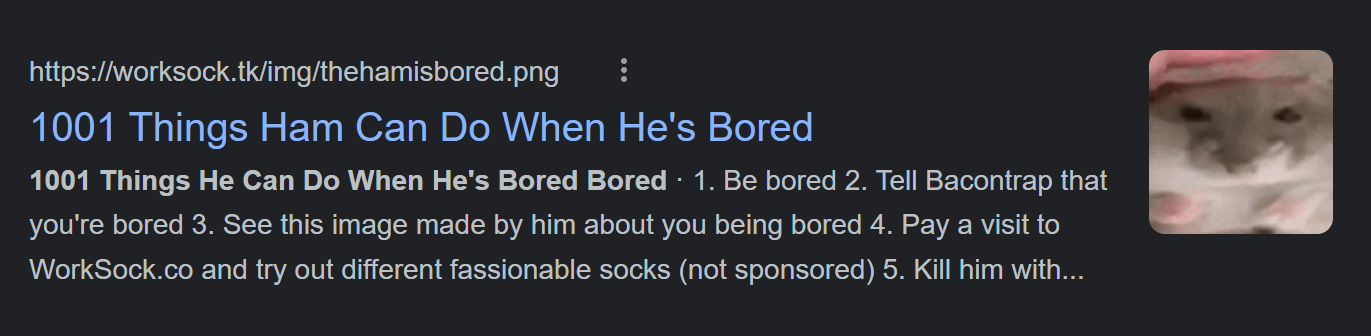 https://worksock.tk/img/thehamisbored.png
1001 Things Ham Can Do When He's Bored
1001 Things He Can Do When He's Bored Bored · 1. Be bored 2. Tell Bacontrap that
you're bored 3. See this image made by him about you being bored 4. Pay a visit to
WorkSock.co and try out different fassionable socks (not sponsored) 5. Kill him with...